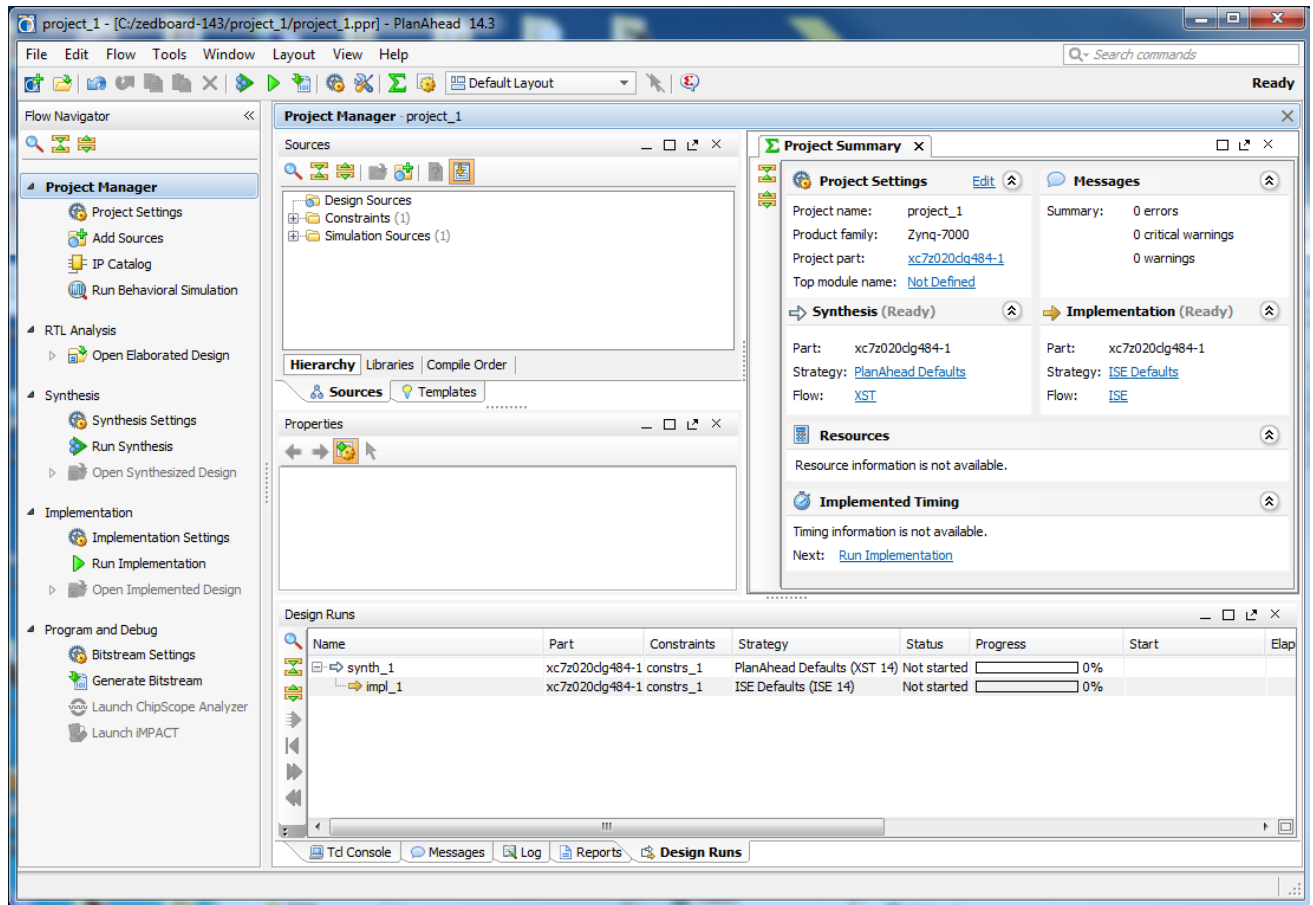 project_1 - [C:/zedboard-143/project_1/project_1.ppr] - PlanAhead 14.3
File Edit Flow Tools Window Layout View Help
Search commands
Default Layout
Ready
Flow Navigator
Project Manager
Project Settings
Add Sources
IP Catalog
Run Behavioral Simulation
RTL Analysis
Open Elaborated Design
Synthesis
Synthesis Settings
Run Synthesis
Open Synthesized Design
Implementation
Implementation Settings
Run Implementation
Open Implemented Design
Program and Debug
Bitstream Settings
Generate Bitstream
Launch ChipScope Analyzer
Launch iMPACT
Project Manager - project_1
Sources
Design Sources
Constraints (1)
Simulation Sources (1)
Hierarchy Libraries Compile Order
Sources Templates
Properties
Project Summary
Project Settings Edit
Project name: project_1
Product family: Zynq-7000
Project part: xc7z020clg484-1
Top module name: Not Defined
Messages
Summary: 0 errors
0 critical warnings
0 warnings
Synthesis (Ready)
Part: xc7z020clg484-1
Strategy: PlanAhead Defaults
Flow: XST
Implementation (Ready)
Part: xc7z020clg484-1
Strategy: ISE Defaults
Flow: ISE
Resources
Resource information is not available.
Implemented Timing
Timing information is not available.
Next: Run Implementation
Design Runs
Name Part Constraints Strategy Status Progress Start Elap
synth_1 xc7z020clg484-1 constrs_1 PlanAhead Defaults (XST 14) Not started 0%
impl_1 xc7z020clg484-1 constrs_1 ISE Defaults (ISE 14) Not started 0%
Tcl Console Messages Log Reports Design Runs